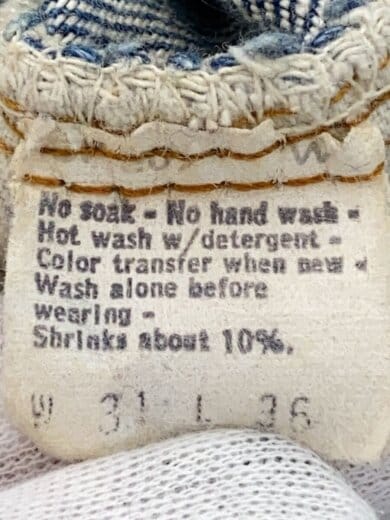 No soak - No hand wash -
Hot wash w/detergent -
Color transfer when new -
Wash alone before
wearing -
Shrinks about 10%.
W 31 L 36